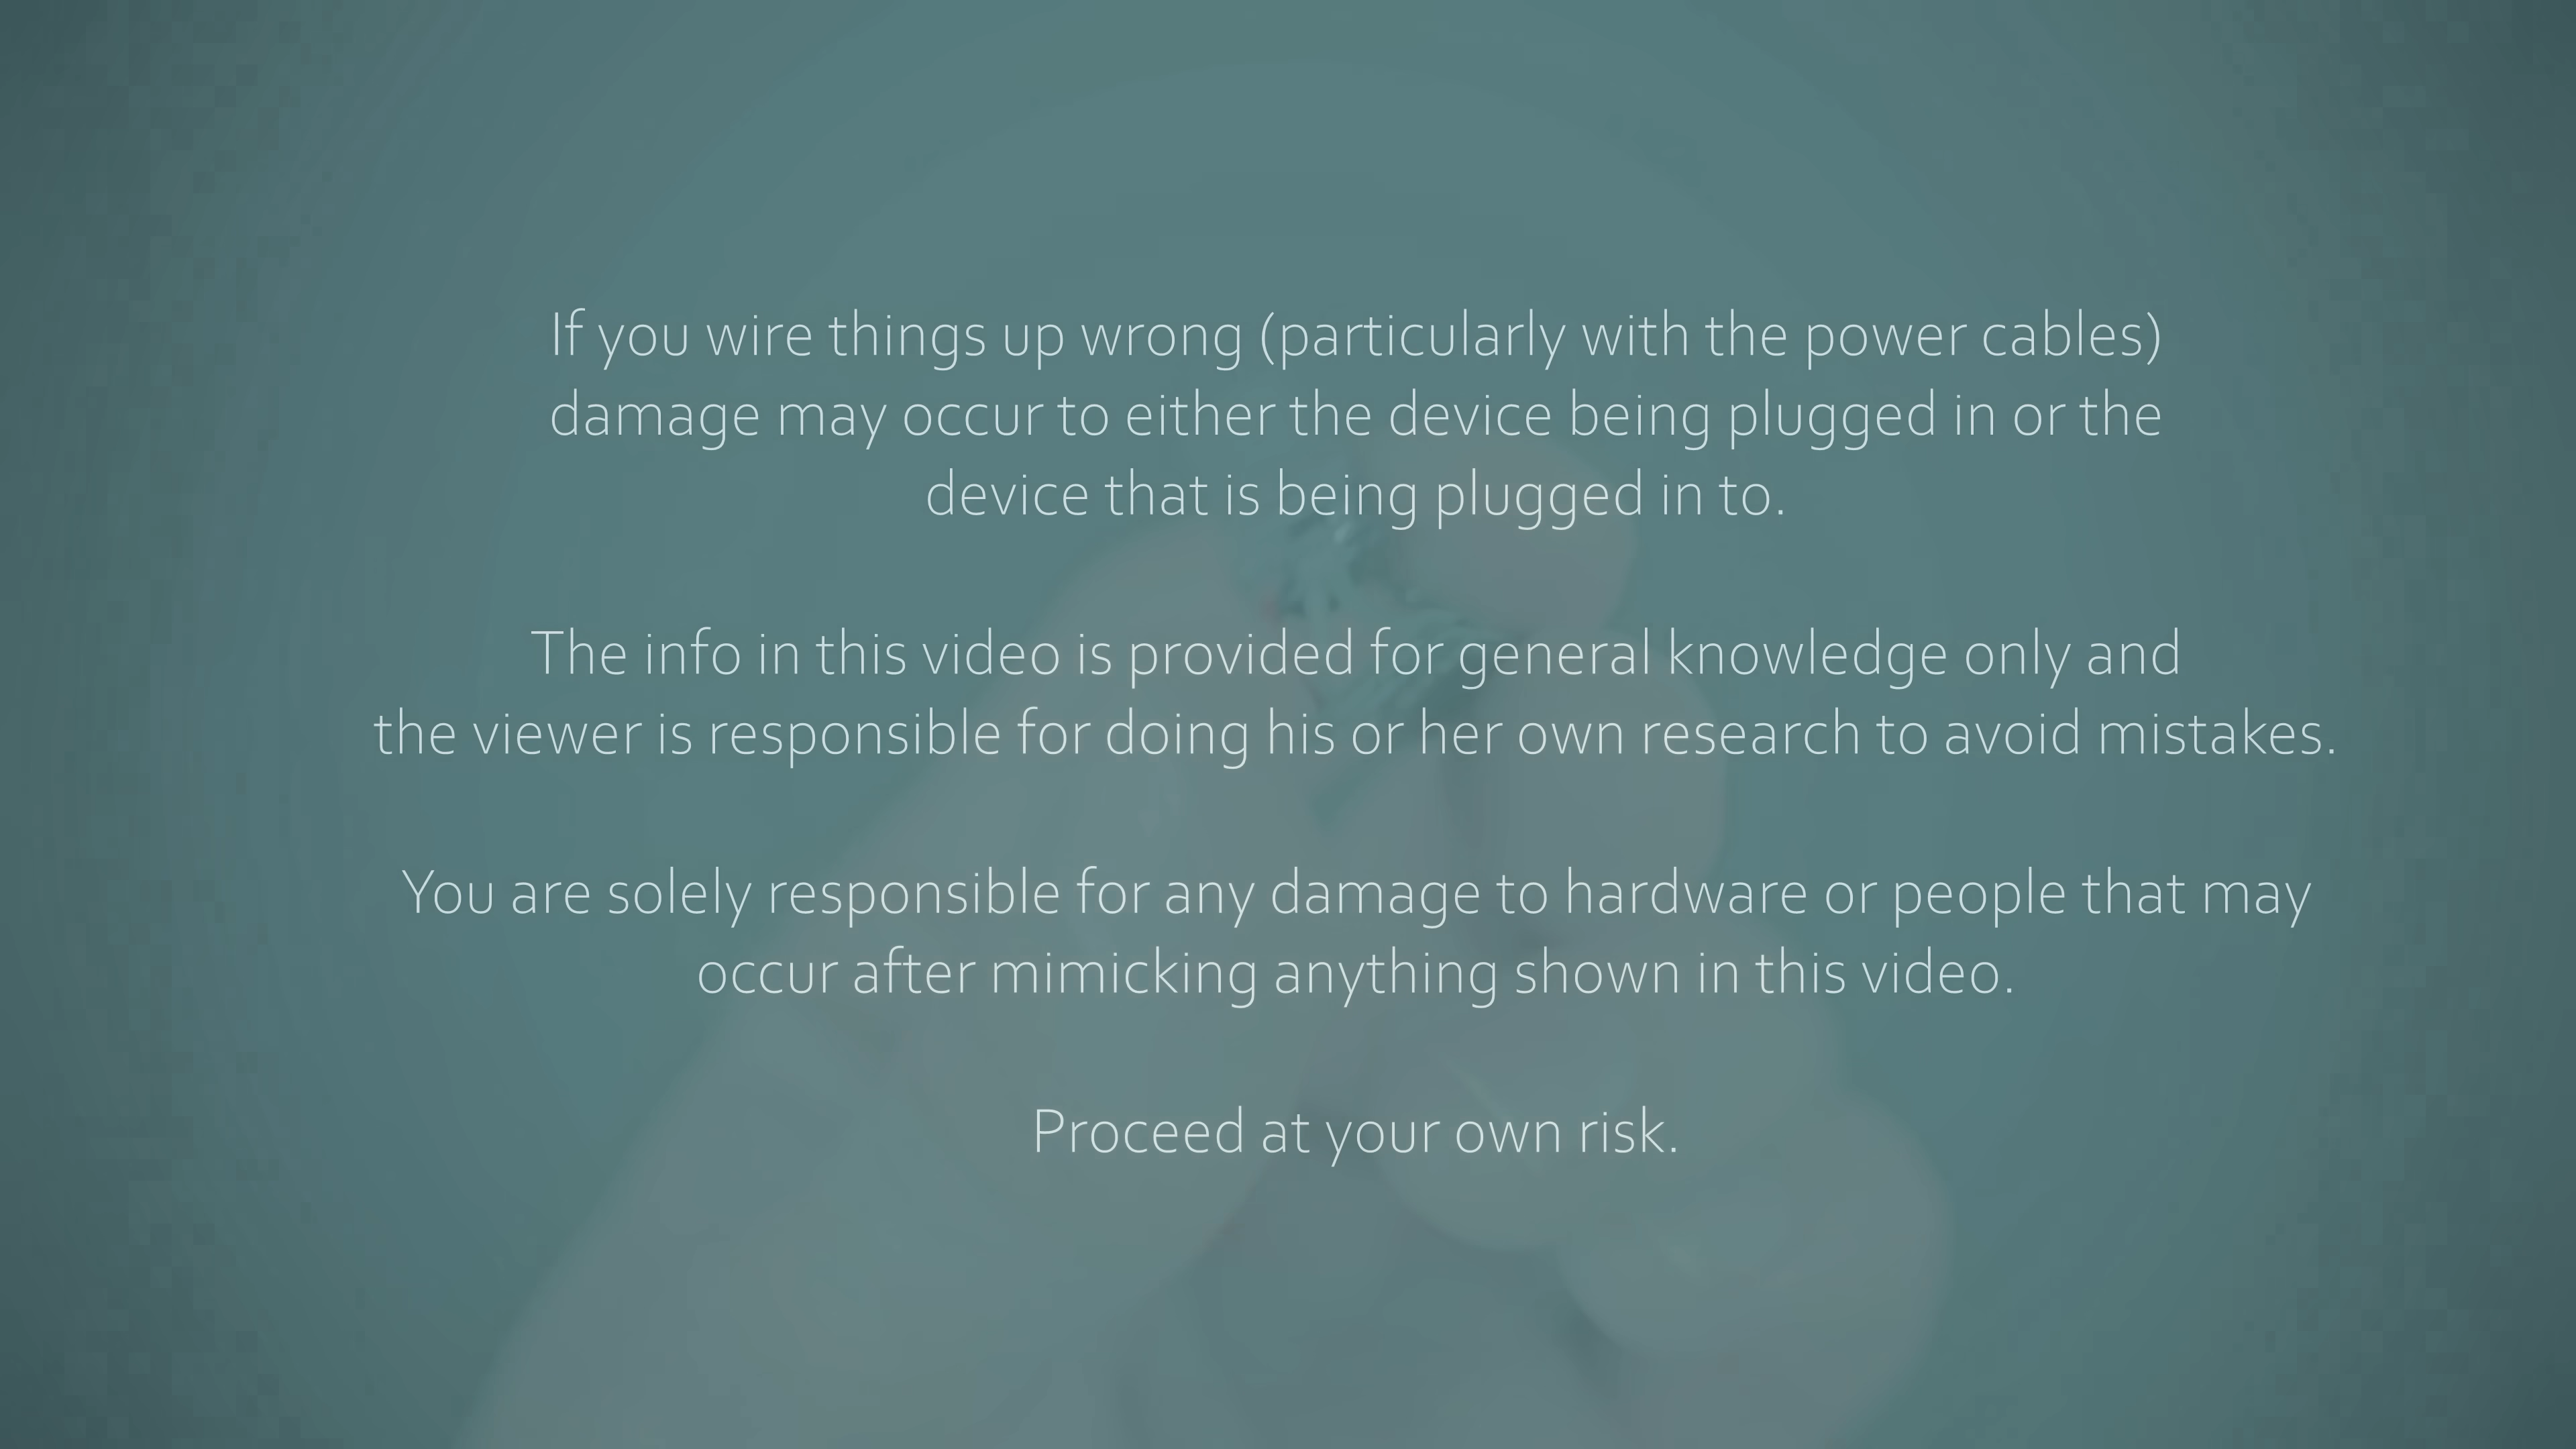 If you wire things up wrong (particularly with the power cables)
damage may occur to either the device being plugged in or the
device that is being plugged in to.
The info in this video is provided for general knowledge only and
the viewer is responsible for doing his or her own research to avoid mistakes.
You are solely responsible for any damage to hardware or people that may
occur after mimicking anything shown in this video.
Proceed at your own risk.